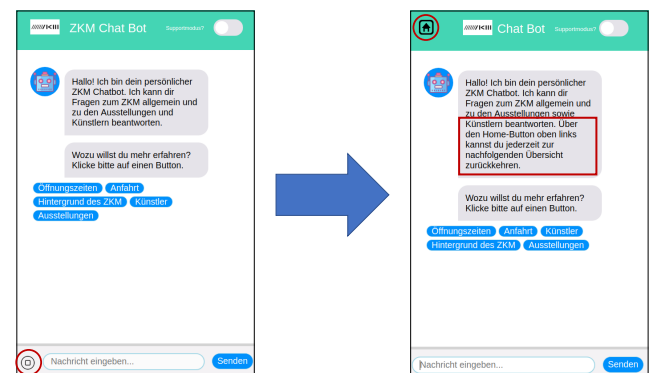 ZKM Chat Bot
Supportmodus?
Hallo! Ich bin dein persönlicher
ZKM Chatbot. Ich kann dir
Fragen zum ZKM allgemein und
zu den Ausstellungen und
Künstlern beantworten.
Wozu willst du mehr erfahren?
Klicke bitte auf einen Button.
Öffnungszeiten Anfahrt
Hintergrund des ZKM Künstler
Ausstellungen
Nachricht eingeben...
Senden
Chat Bot
Supportmodus?
Hallo! Ich bin dein persönlicher
ZKM Chatbot. Ich kann dir
Fragen zum ZKM allgemein und
zu den Ausstellungen sowie
Künstlern beantworten. Über
den Home-Button oben links
kannst du jederzeit zur
nachfolgenden Übersicht
zurückkehren.
Wozu willst du mehr erfahren?
Klicke bitte auf einen Button.
Öffnungszeiten Anfahrt Künstler
Hintergrund des ZKM Ausstellungen
Nachricht eingeben...
Senden